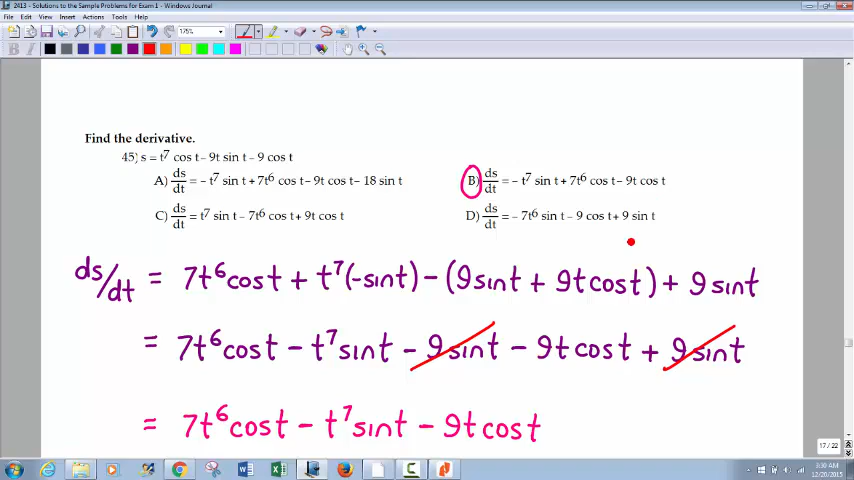 2413 - Solutions to the Sample Problems for Exam 1 - Windows Journal
File Edit View Insert Actions Tools Help
175%
Find the derivative.
45) s = t⁷ cos t – 9t sin t – 9 cos t
A) ds/dt = – t⁷ sin t + 7t⁶ cos t – 9t cos t – 18 sin t
B) ds/dt = – t⁷ sin t + 7t⁶ cos t – 9t cos t
C) ds/dt = t⁷ sin t – 7t⁶ cos t + 9t cos t
D) ds/dt = – 7t⁶ sin t – 9 cos t + 9 sin t
ds/dt = 7t⁶cost + t⁷(-sint) – (9sint + 9tcost) + 9sint
= 7t⁶cost – t⁷sint – 9sint – 9tcost + 9sint
= 7t⁶cost – t⁷sint – 9tcost
17 / 22
3:30 AM
12/20/2015